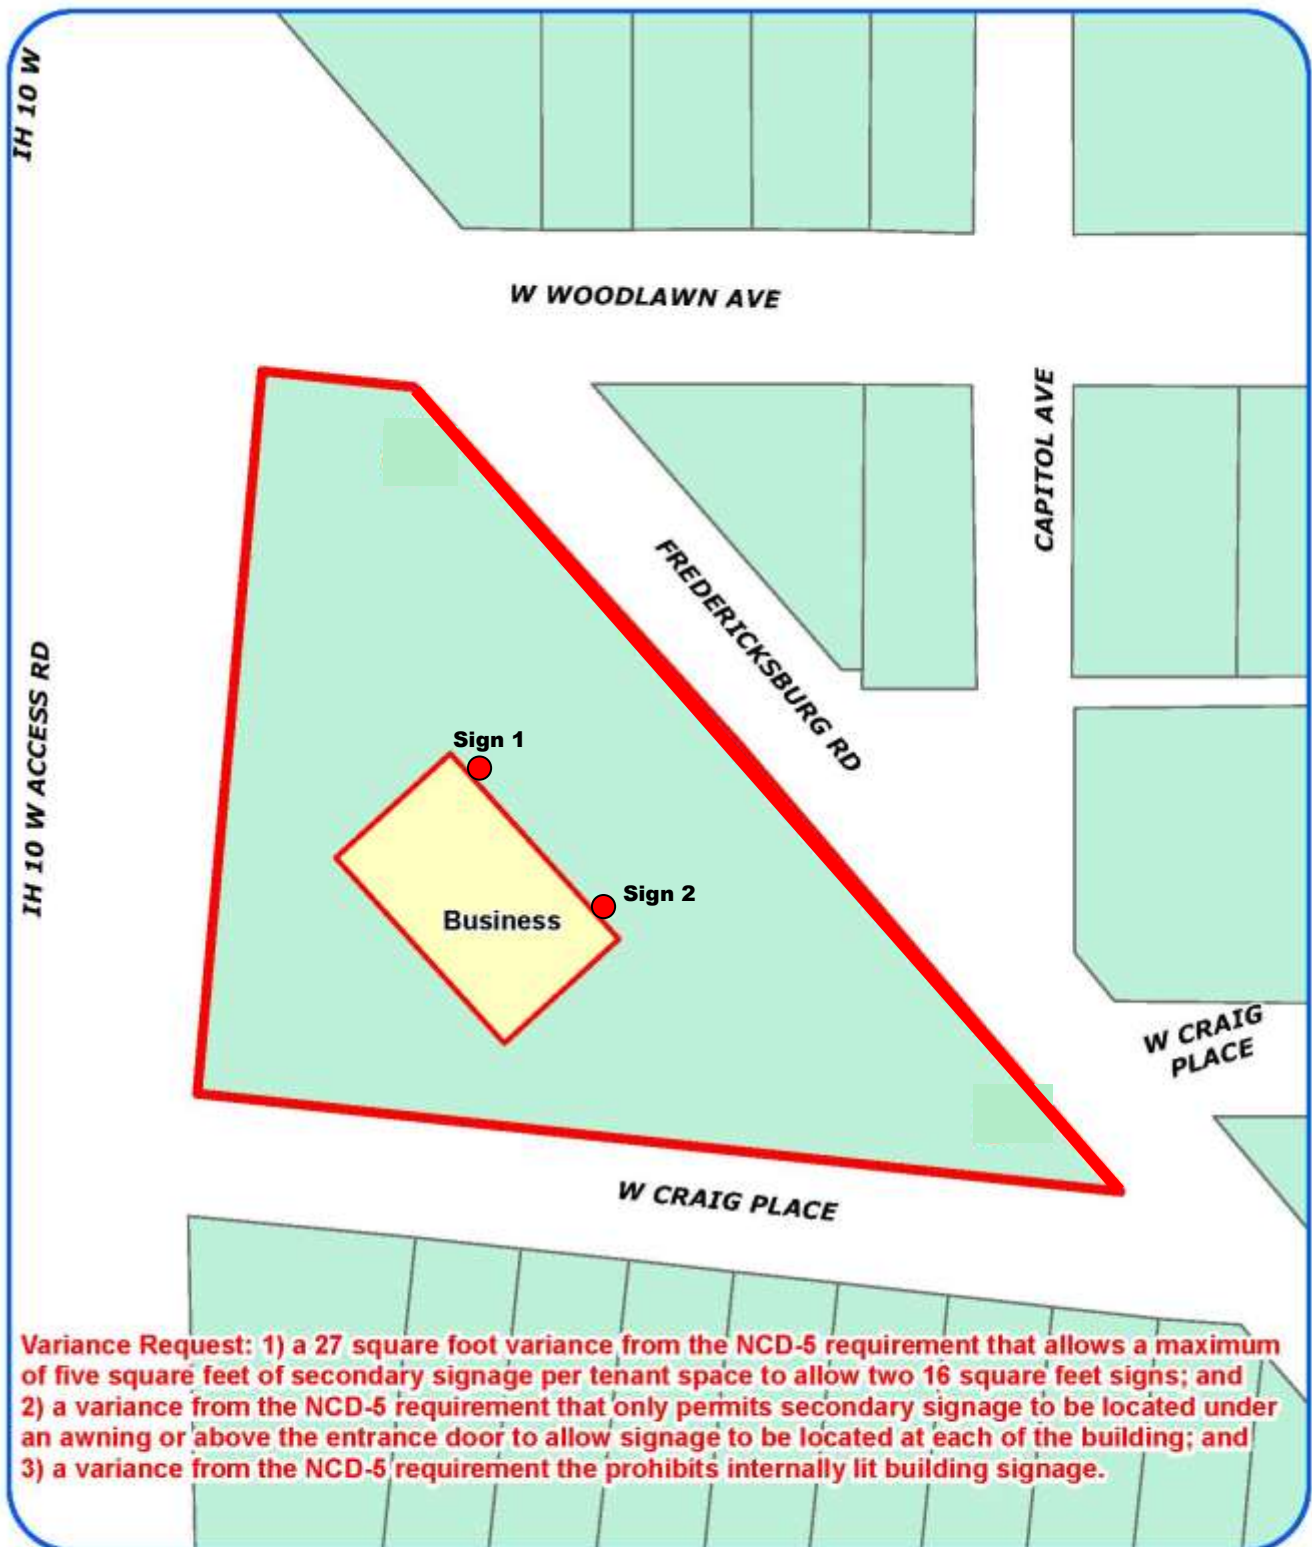 IH 10 W
W WOODLAWN AVE
CAPITOL AVE
FREDERICKSBURG RD
IH 10 W ACCESS RD
Sign 1
Sign 2
Business
W CRAIG
PLACE
W CRAIG PLACE
Variance Request: 1) a 27 square foot variance from the NCD-5 requirement that allows a maximum
of five square feet of secondary signage per tenant space to allow two 16 square feet signs; and
2) a variance from the NCD-5 requirement that only permits secondary signage to be located under
an awning or above the entrance door to allow signage to be located at each of the building; and
3) a variance from the NCD-5 requirement the prohibits internally lit building signage.